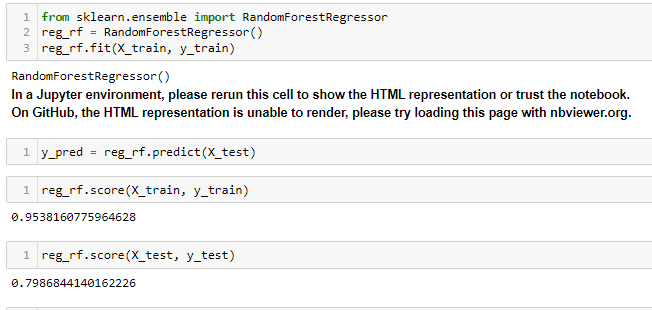 1 from sklearn.ensemble import RandomForestRegressor
2 reg_rf = RandomForestRegressor()
3 reg_rf.fit(X_train, y_train)
RandomForestRegressor()
In a Jupyter environment, please rerun this cell to show the HTML representation or trust the notebook.
On GitHub, the HTML representation is unable to render, please try loading this page with nbviewer.org.
1 y_pred = reg_rf.predict(X_test)
1 reg_rf.score(X_train, y_train)
0.9538160775964628
1 reg_rf.score(X_test, y_test)
0.7986844140162226